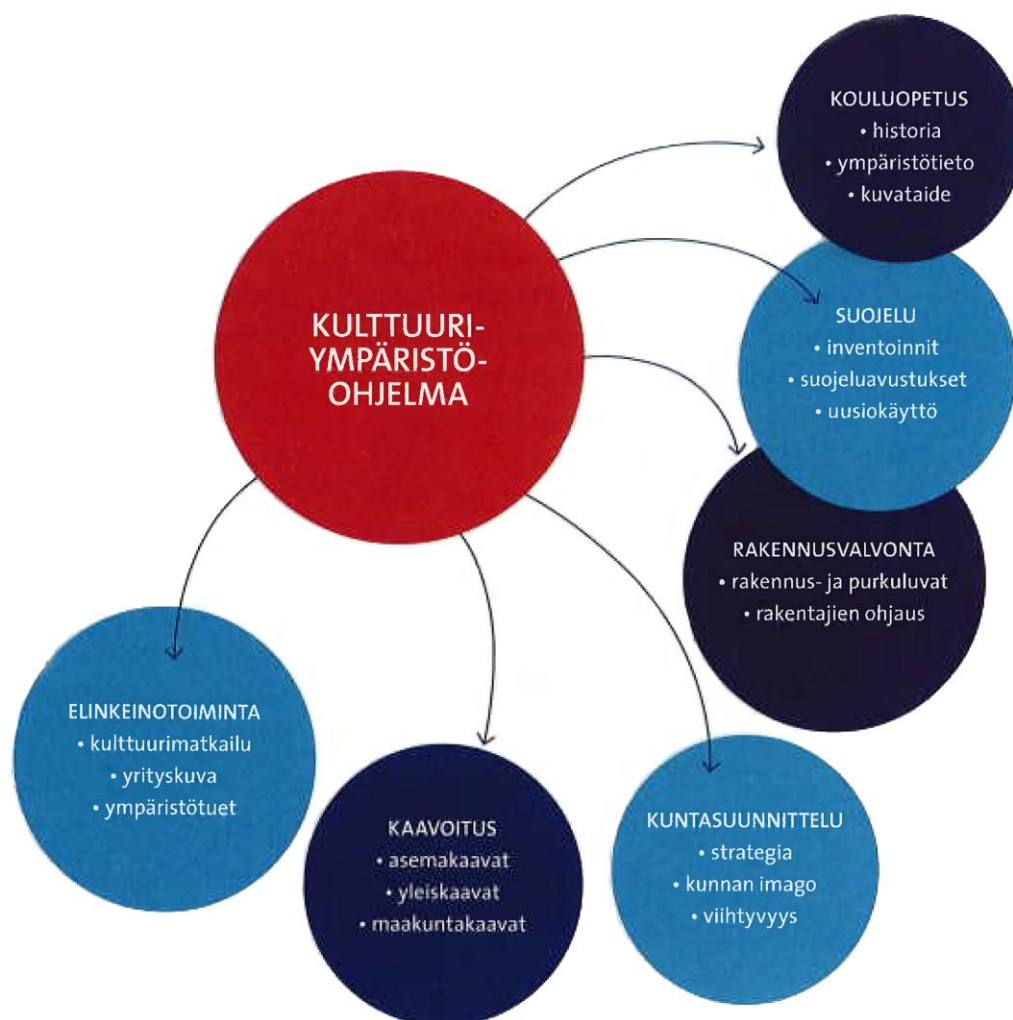 KULTTUURI-
YMPÄRISTÖ-
OHJELMA
KOULUOPETUS
• historia
• ympäristötieto
• kuvataide
SUOJELU
• inventoinnit
• suojeluavustukset
• uusiokäyttö
RAKENNUSVALVONTA
• rakennus- ja purkuluvat
• rakentajien ohjaus
KUNTASUUNNITTELU
• strategia
• kunnan imago
• viihtyvyys
KAAVOITUS
• asemakaavat
• yleiskaavat
• maakuntakaavat
ELINKEINOTOIMINTA
• kulttuurimatkailu
• yrityskuva
• ympäristötuet